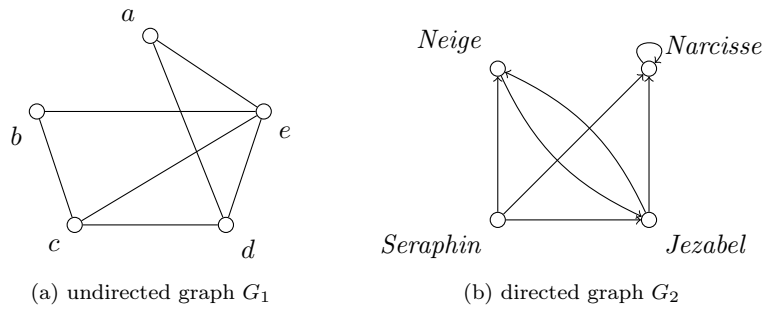 a
b
e
c
d
(a) undirected graph G₁
Neige
Narcisse
Seraphin
Jezabel
(b) directed graph G₂